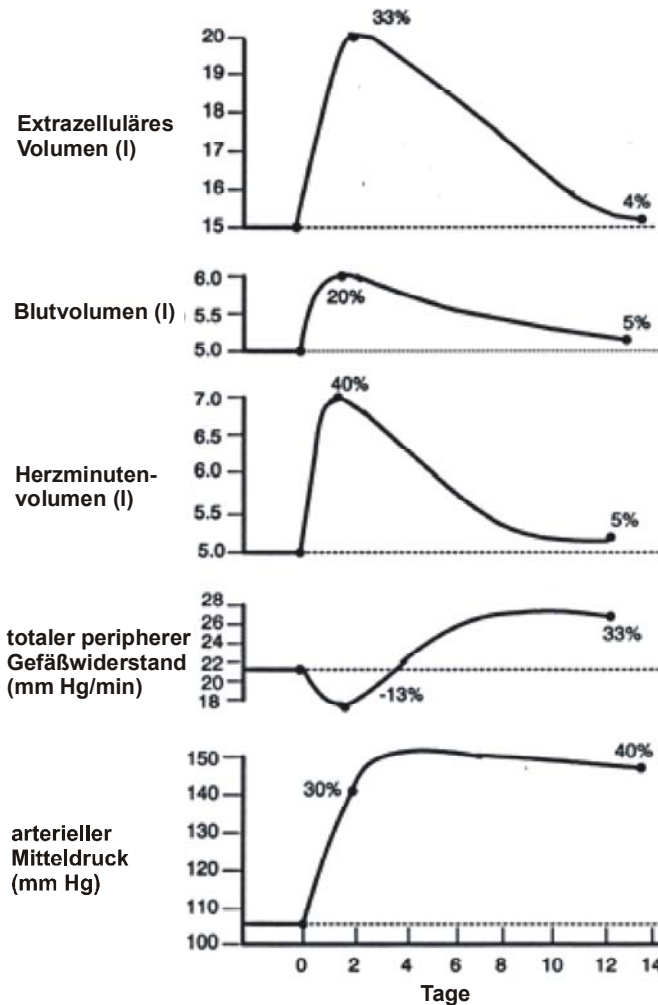 33%
20
19
18
17
16
15
Extrazelluläres
Volumen (l)
4%
6.0
5.5
5.0
Blutvolumen (l)
20%
5%
40%
7.0
6.5
6.0
5.5
5.0
Herzminuten-
volumen (l)
5%
28
26
24
22
20
18
totaler peripherer
Gefäßwiderstand
(mm Hg/min)
-13%
33%
150
140
130
120
110
100
arterieller
Mitteldruck
(mm Hg)
30%
40%
0 2 4 6 8 10 12 14
Tage